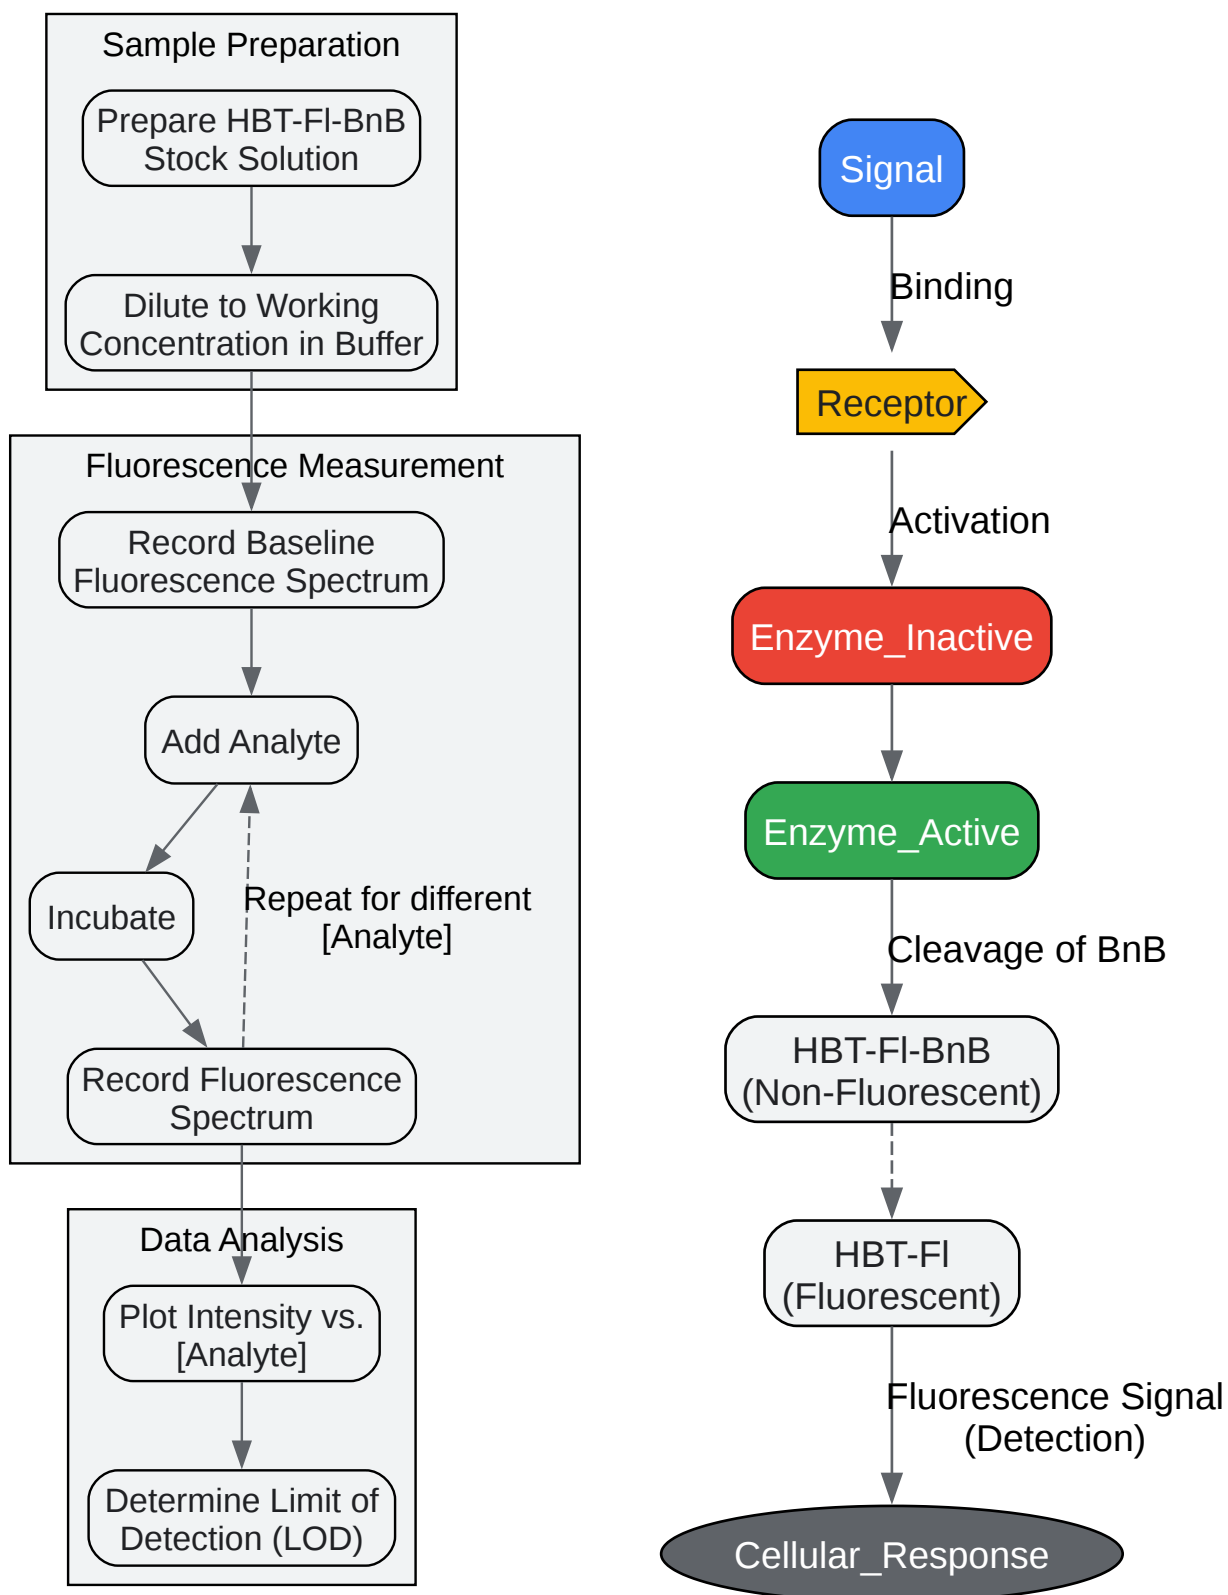 Sample Preparation
Prepare HBT-Fl-BnB
Stock Solution
Dilute to Working
Concentration in Buffer
Fluorescence Measurement
Record Baseline
Fluorescence Spectrum
Add Analyte
Incubate
Repeat for different
[Analyte]
Record Fluorescence
Spectrum
Data Analysis
Plot Intensity vs.
[Analyte]
Determine Limit of
Detection (LOD)
Signal
Binding
Receptor
Activation
Enzyme_Inactive
Enzyme_Active
Cleavage of BnB
HBT-Fl-BnB
(Non-Fluorescent)
HBT-Fl
(Fluorescent)
Fluorescence Signal
(Detection)
Cellular_Response